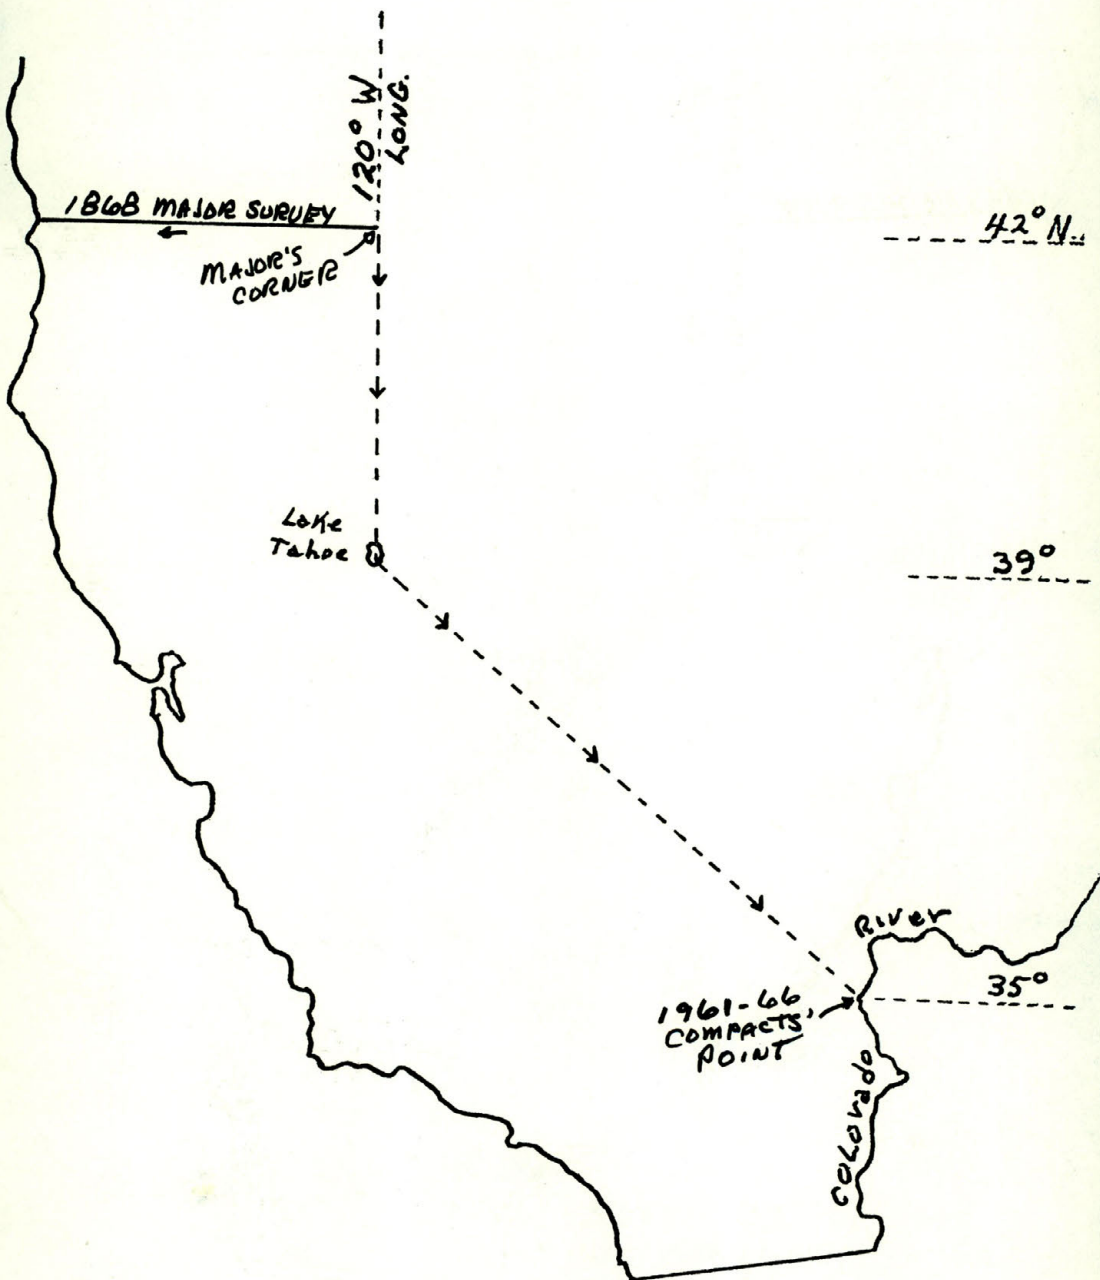 120° W
LONG.
1868 MAJOR SURVEY
42° N.
MAJOR'S
CORNER
Lake
Tahoe
39°
River
35°
1961-66
COMPACTS'
POINT
COLOrado